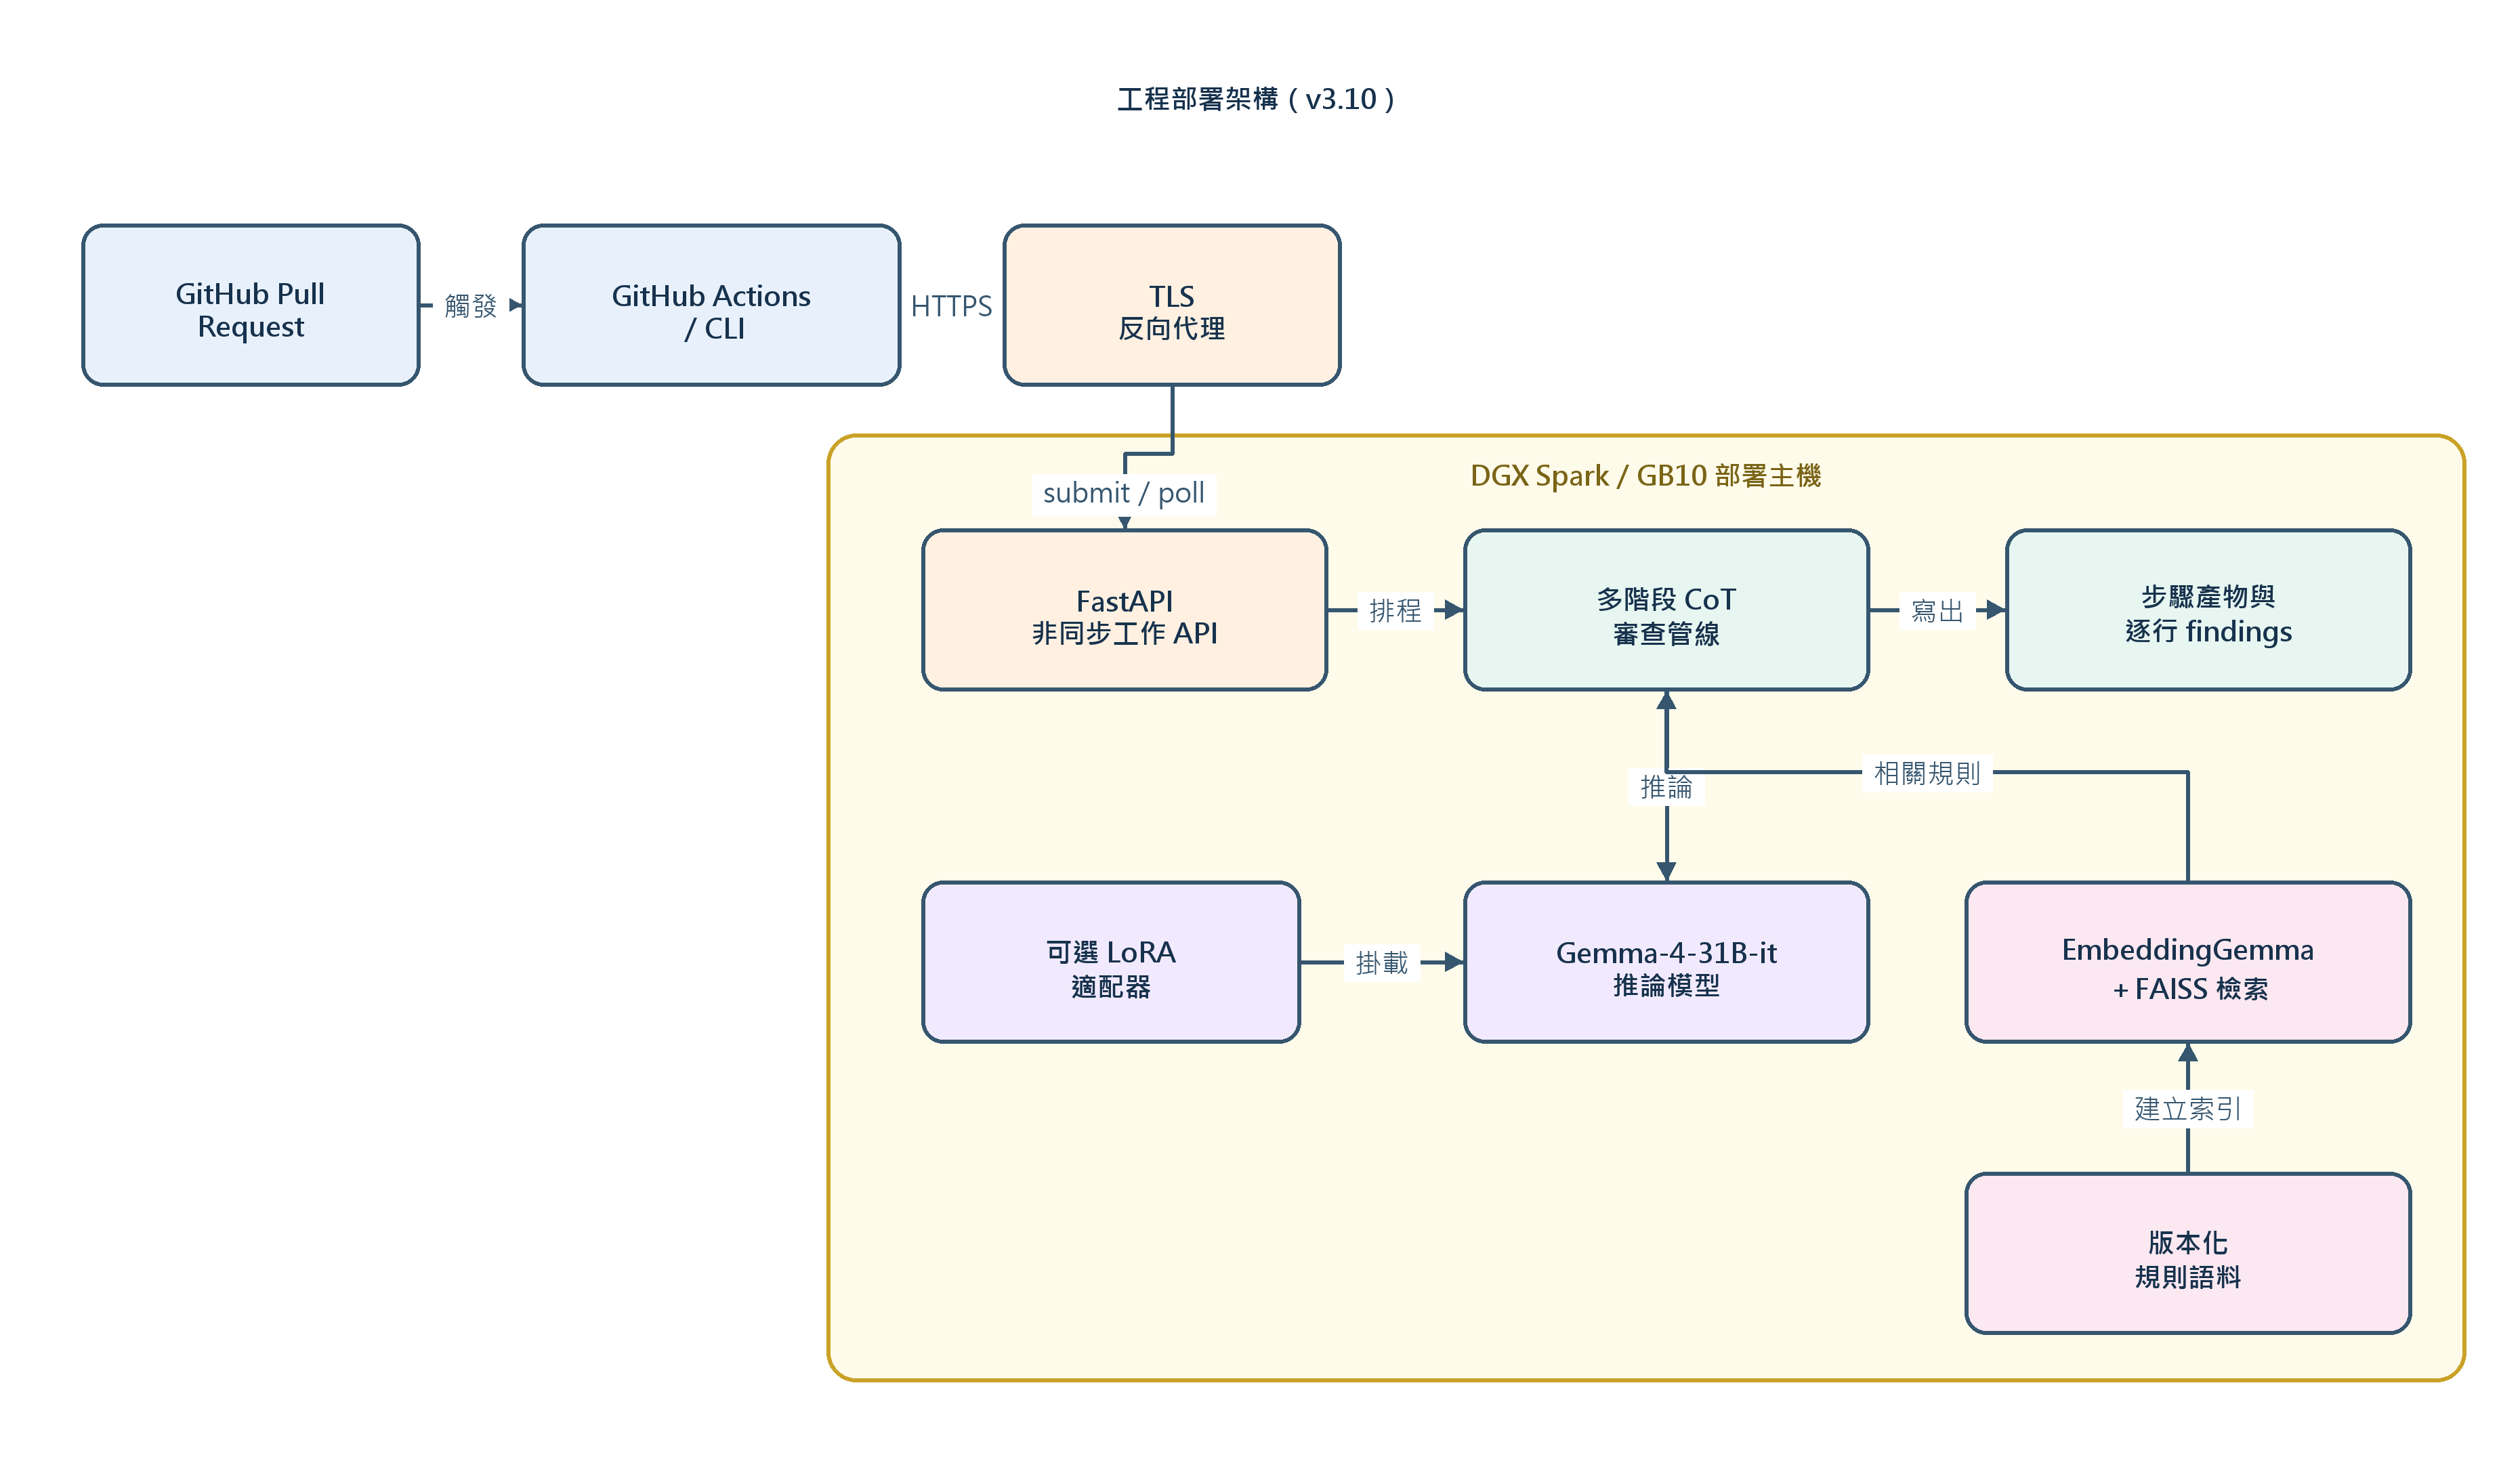 工程部署架構（v3.10）
GitHub Pull
Request
觸發
GitHub Actions
/ CLI
HTTPS
TLS
反向代理
DGX Spark / GB10 部署主機
submit / poll
FastAPI
非同步工作 API
排程
多階段 CoT
審查管線
寫出
步驟產物與
逐行 findings
推論
相關規則
可選 LoRA
適配器
掛載
Gemma-4-31B-it
推論模型
EmbeddingGemma
+ FAISS 檢索
建立索引
版本化
規則語料